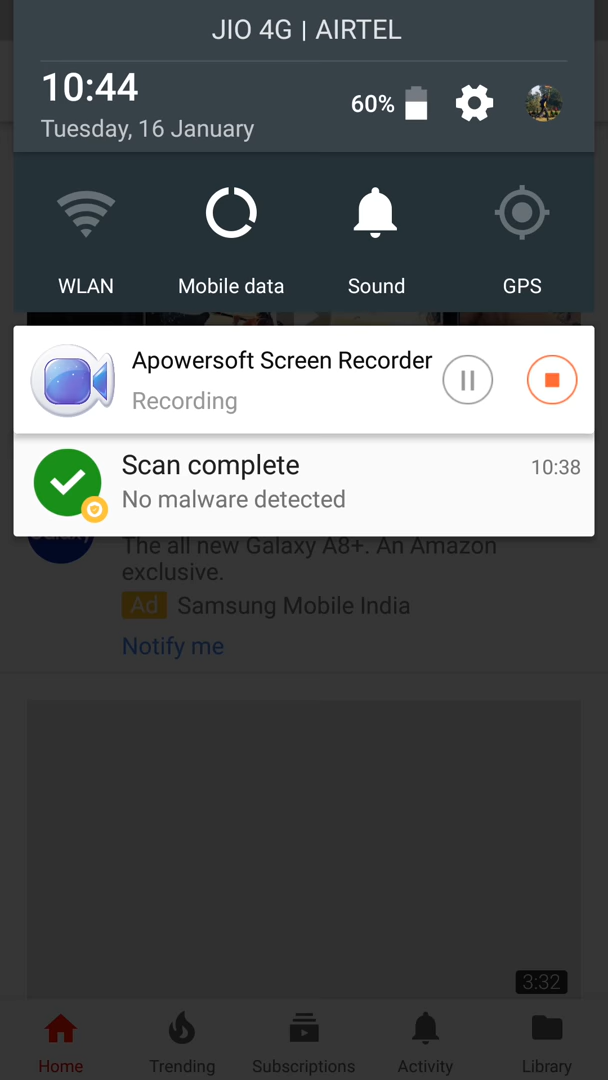 JIO 4G | AIRTEL
10:44
60%
Tuesday, 16 January
WLAN
Mobile data
Sound
GPS
Apowersoft Screen Recorder
Recording
Scan complete
10:38
No malware detected
Galaxy
The all new Galaxy A8+. An Amazon
exclusive.
Ad Samsung Mobile India
Notify me
3:32
Home
Trending
Subscriptions
Activity
Library